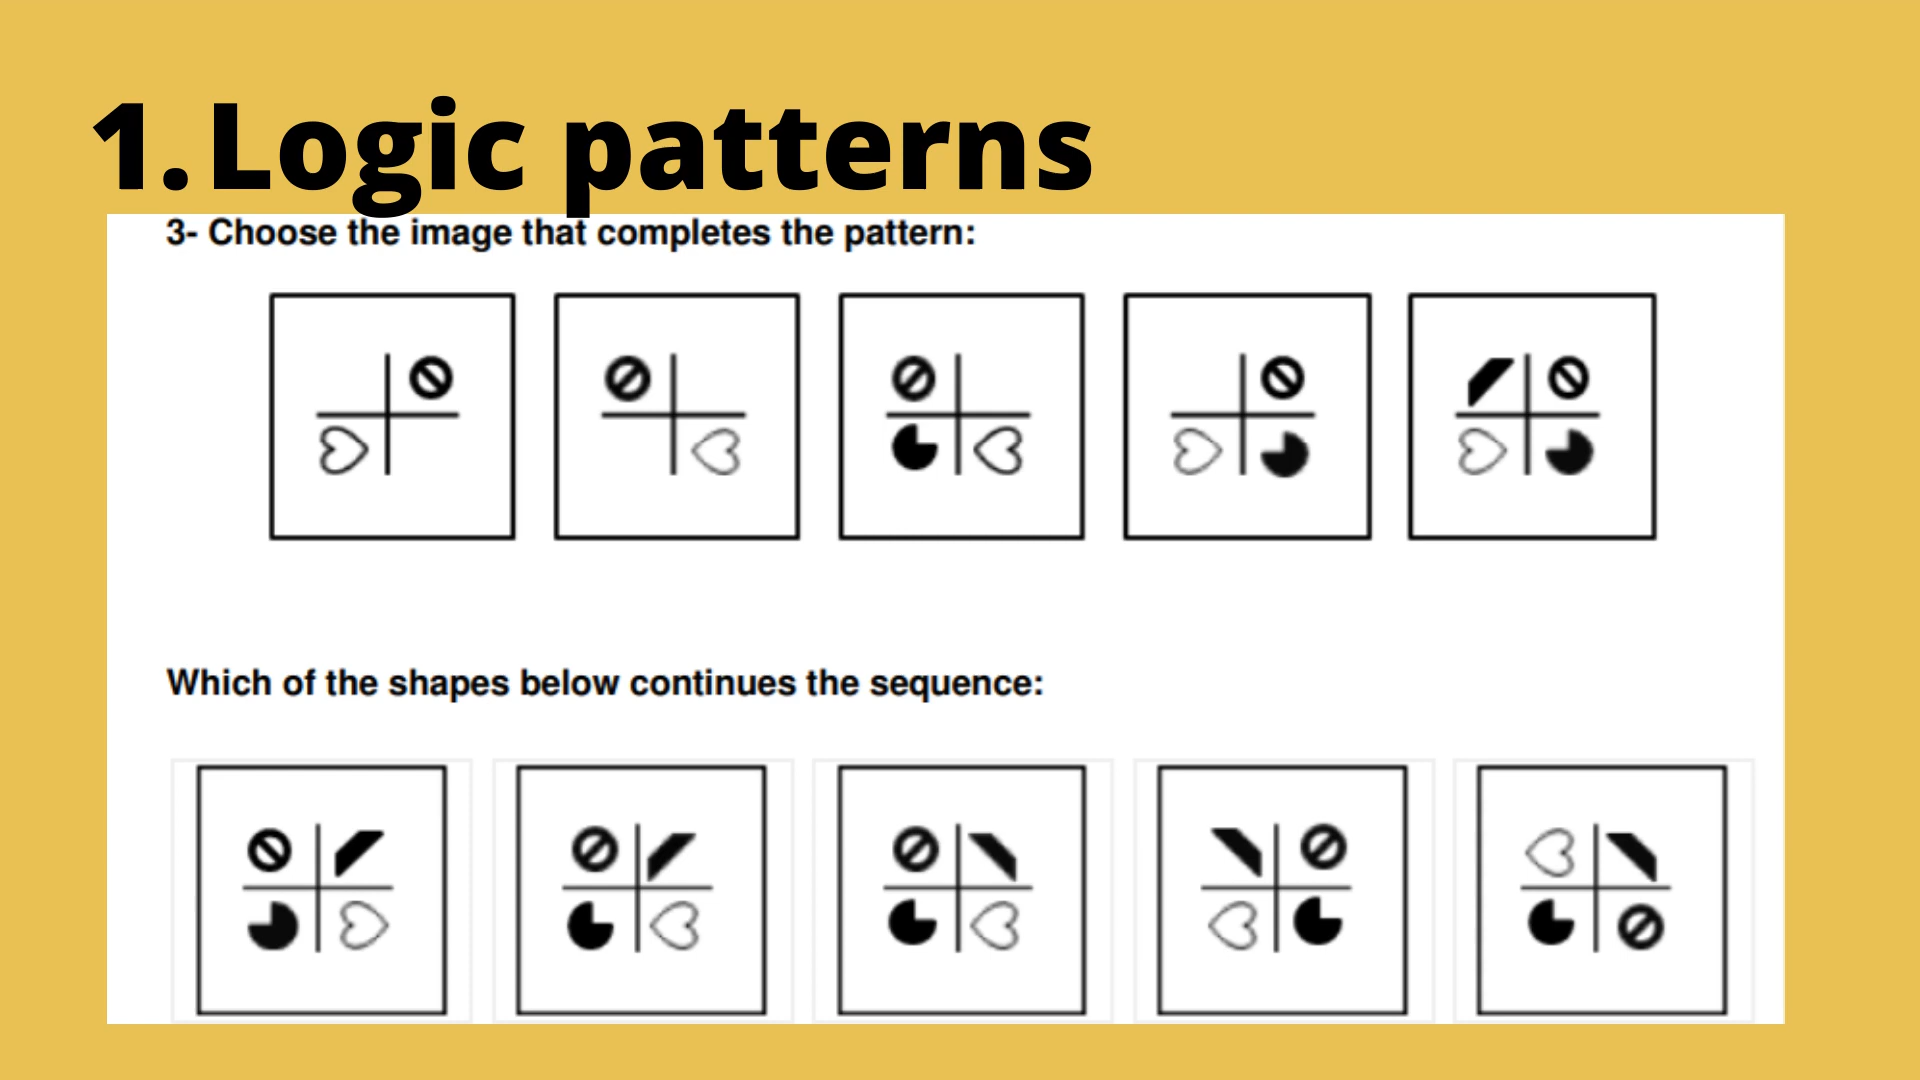 1. Logic patterns
3- Choose the image that completes the pattern:
Which of the shapes below continues the sequence: